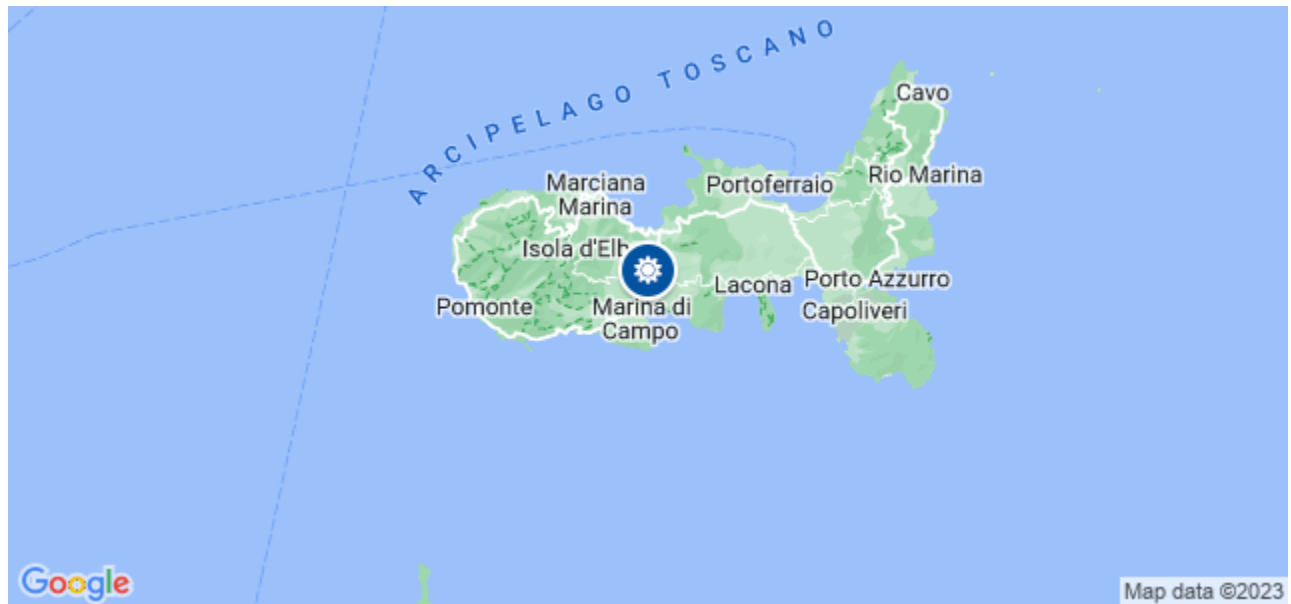 ARCIPELAGO TOSCANO
Cavo
Rio Marina
Marciana
Marina
Portoferraio
Isola d'Elb
Lacona
Porto Azzurro
Pomonte
Marina di
Campo
Capoliveri
Google
Map data ©2023